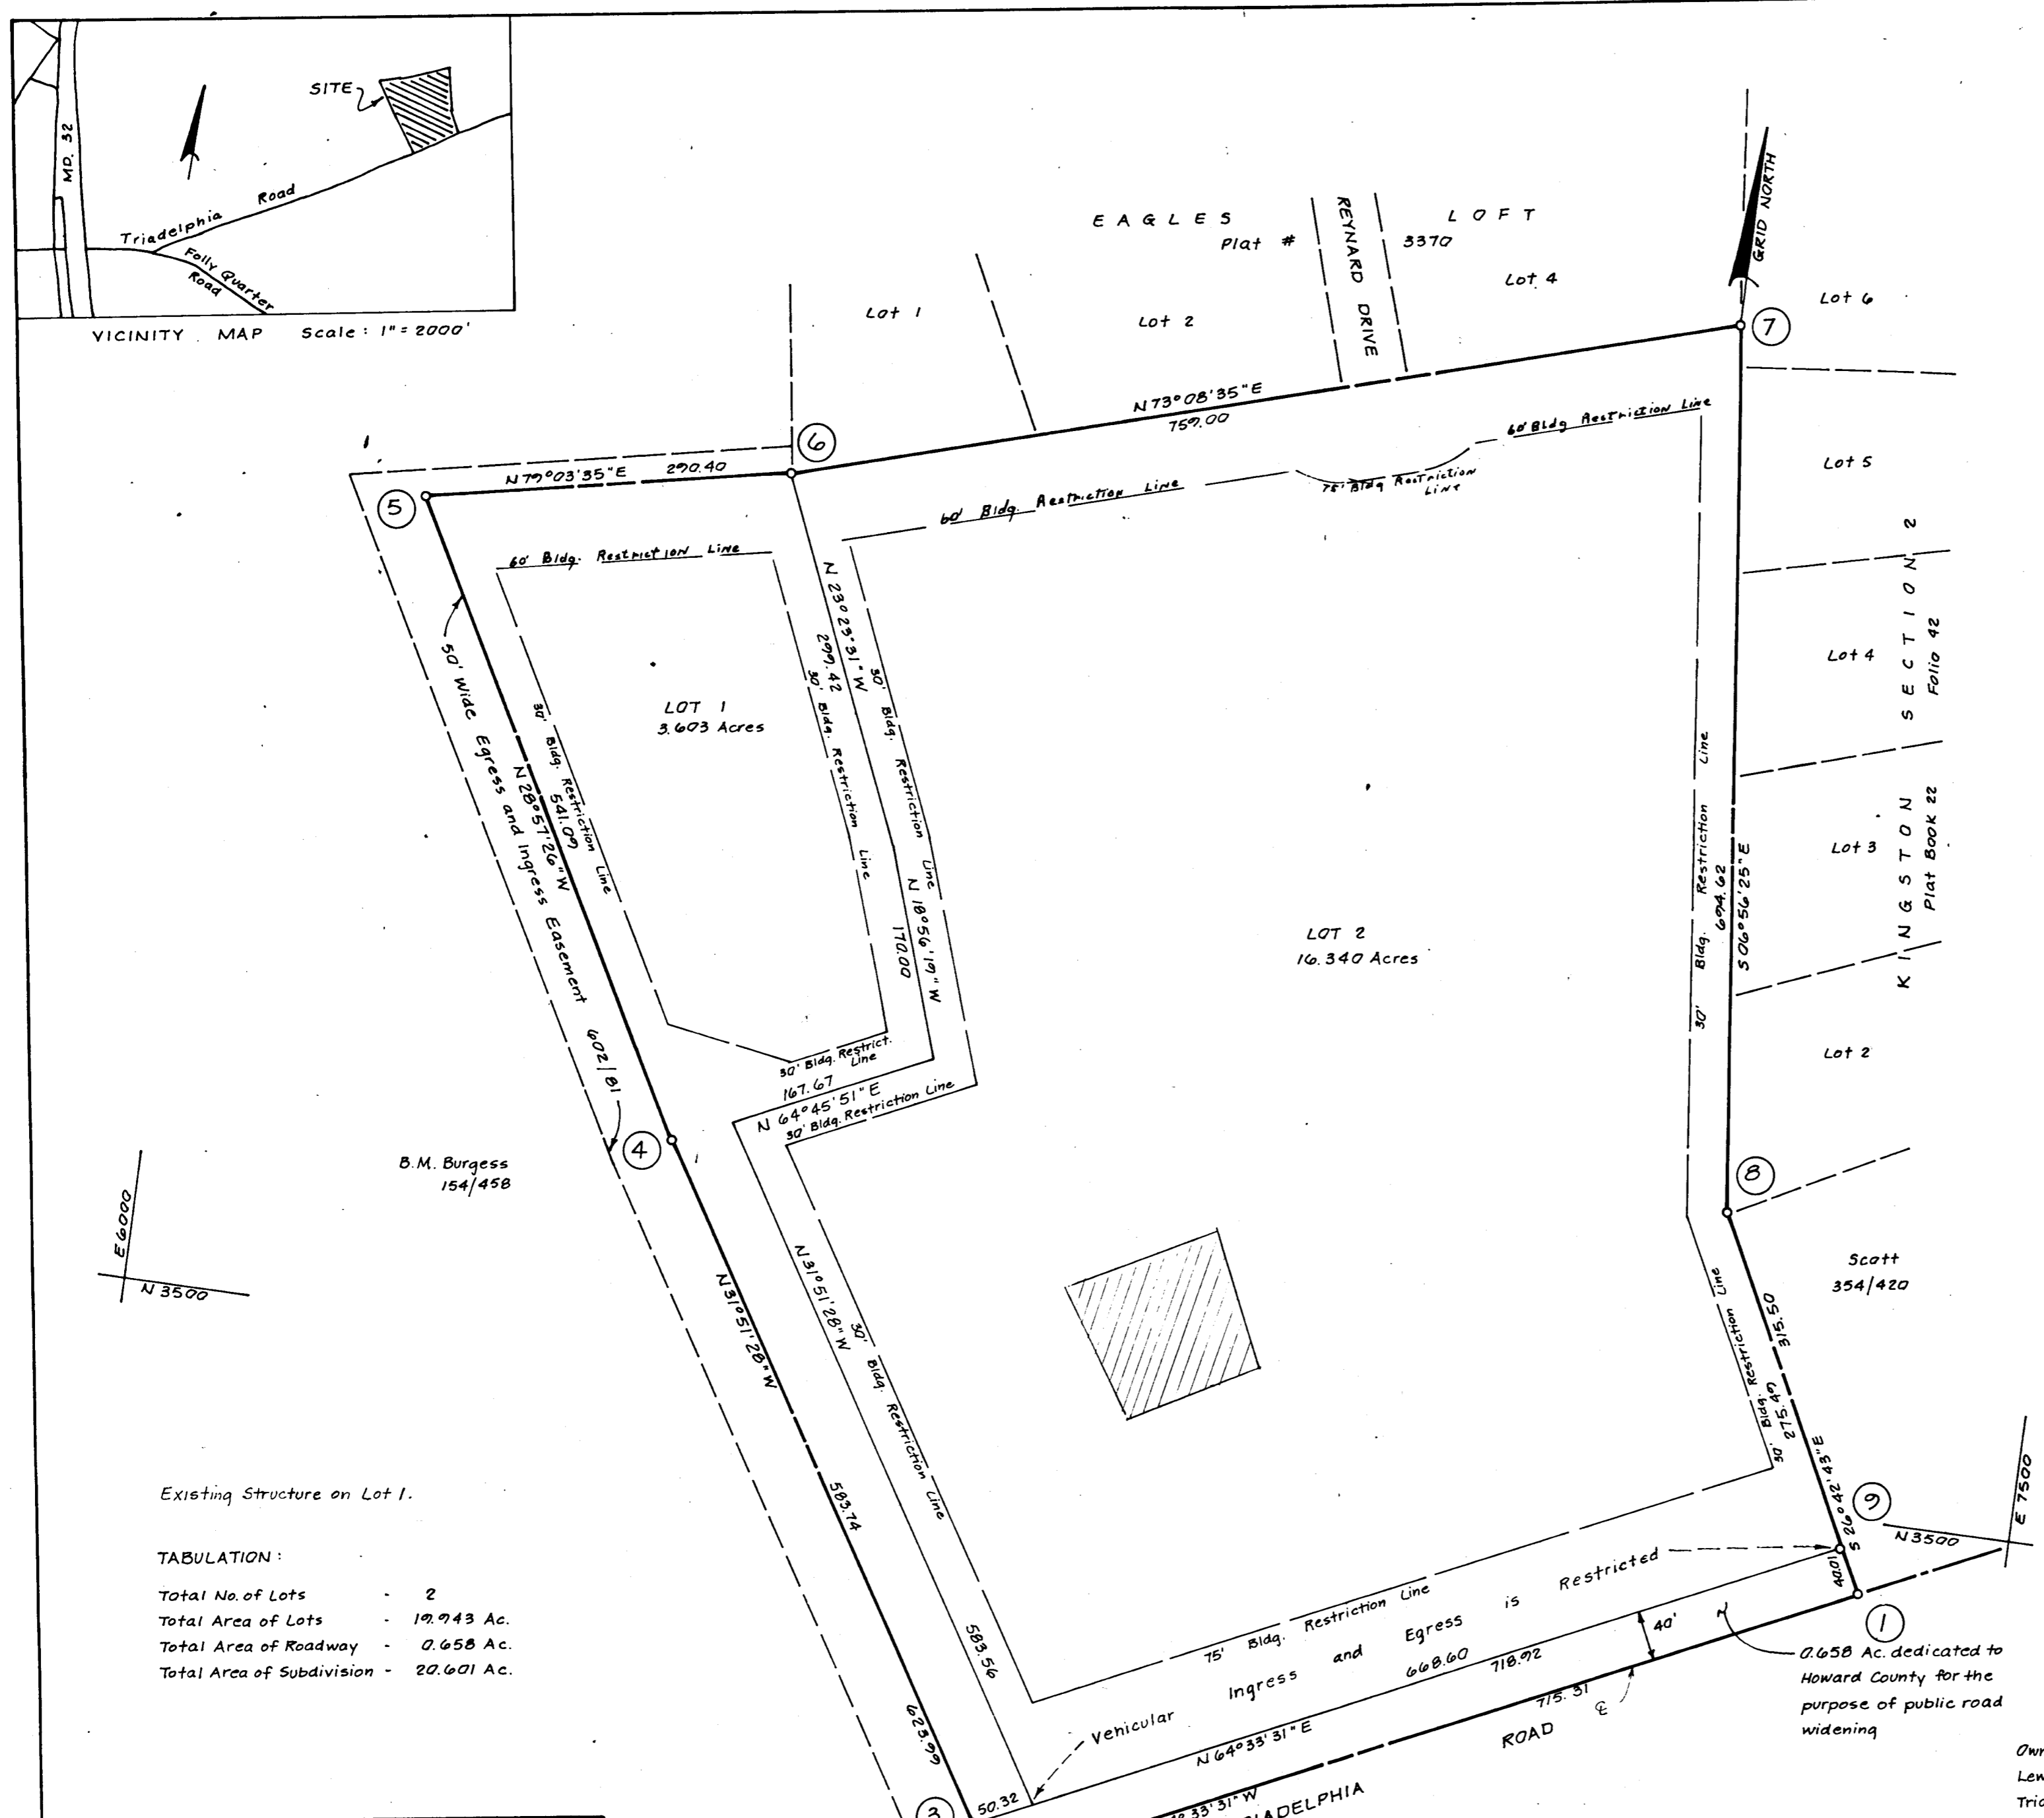 SITE
MD. 32
Triadelphia Road
Folly Quarter
Road
VICINITY MAP Scale: 1"= 2000'
EAGLES LOFT
Plat # 3370
REYNARD DRIVE
Lot 1
Lot 2
Lot 4
GRID NORTH
Lot 6
7
N73°08'35"E
759.00
6
N79°03'35"E 290.40
5
60' Bldg. Restriction Line
60' Bldg. Restriction Line
75' Bldg Restriction
Line
60' Bldg Restriction Line
Lot 5
Lot 4
Lot 3
Lot 2
KINGSTON SECTION 2
Plat Book 22 Folio 42
50' Wide Egress and Ingress Easement 602/81
N28°57'26"W
541.09
30' Bldg. Restriction Line
LOT 1
3.603 Acres
N 23°23'31" W
299.42
30' Bldg. Restriction Line
30' Bldg. Restriction Line
N 18°56'19" W
170.00
LOT 2
16.340 Acres
30' Bldg. Restriction Line
694.62
S06°56'25"E
30' Bldg. Restrict.
Line
167.67
N 64°45'51" E
30' Bldg. Restriction Line
4
B.M. Burgess
154/458
E 6000
N 3500
8
Scott
354/420
N31°51'28"W
583.74
623.99
N31°51'28"W
583.56
30' Bldg. Restriction Line
30' Bldg. Restriction Line
315.50
275.49
S 26°42'43"E
40.01
9
N3500
E 7500
1
Existing Structure on Lot 1.
TABULATION:
Total No. of Lots - 2
Total Area of Lots - 19.943 Ac.
Total Area of Roadway - 0.658 Ac.
Total Area of Subdivision - 20.601 Ac.
75' Bldg. Restriction Line
Vehicular Ingress and Egress is Restricted
668.60
718.92
N 64°33'31" E
715.31
40'
50.32
3
33'31" W
ADELPHIA ROAD
0.658 Ac. dedicated to
Howard County for the
purpose of public road
widening
Own
Lew
Tria